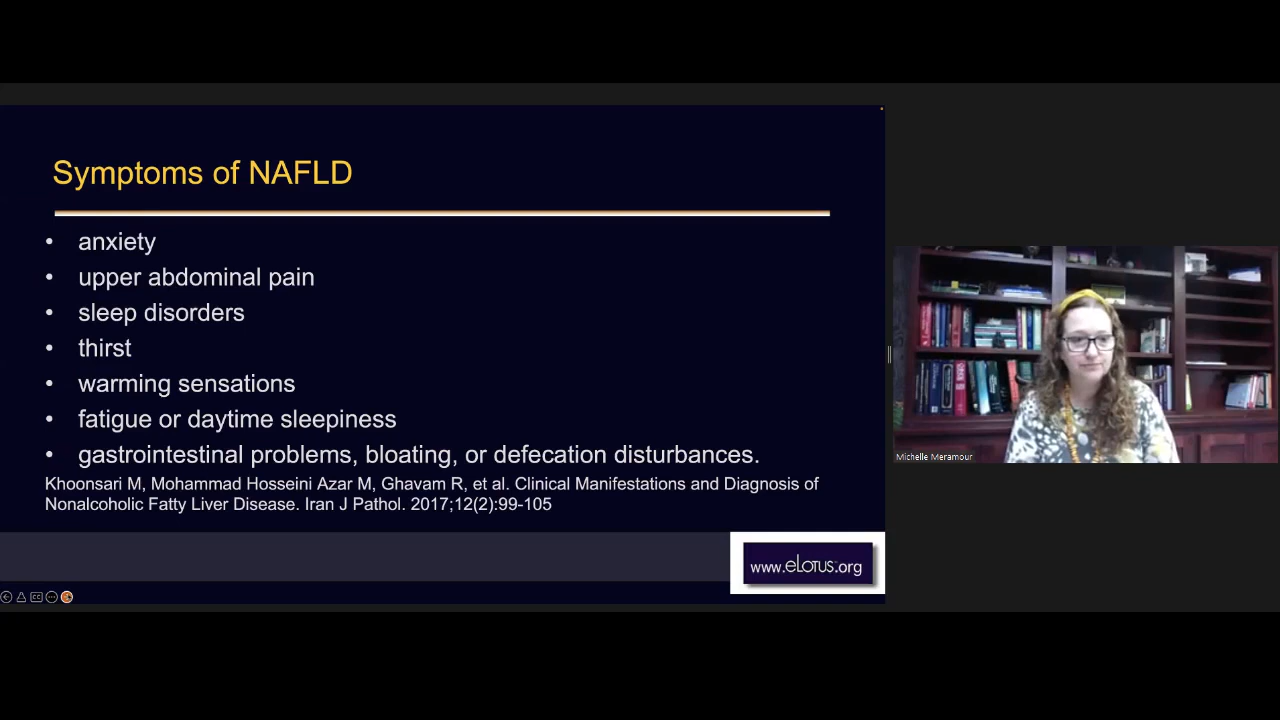 Symptoms of NAFLD
• anxiety
• upper abdominal pain
• sleep disorders
• thirst
• warming sensations
• fatigue or daytime sleepiness
• gastrointestinal problems, bloating, or defecation disturbances.
Khoonsari M, Mohammad Hosseini Azar M, Ghavam R, et al. Clinical Manifestations and Diagnosis of
Nonalcoholic Fatty Liver Disease. Iran J Pathol. 2017;12(2):99-105
www.eLotus.org
CC
Michelle Meramour